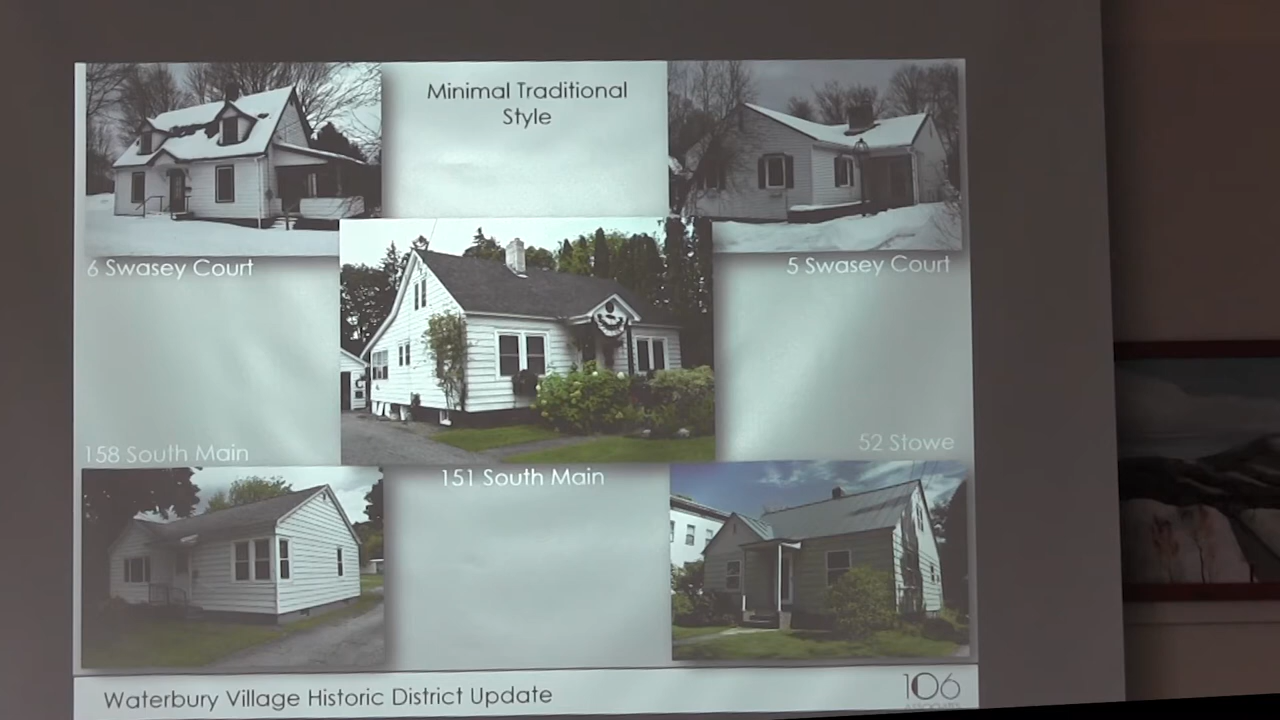 Minimal Traditional
Style
6 Swasey Court
5 Swasey Court
158 South Main
52 Stowe
151 South Main
Waterbury Village Historic District Update
106